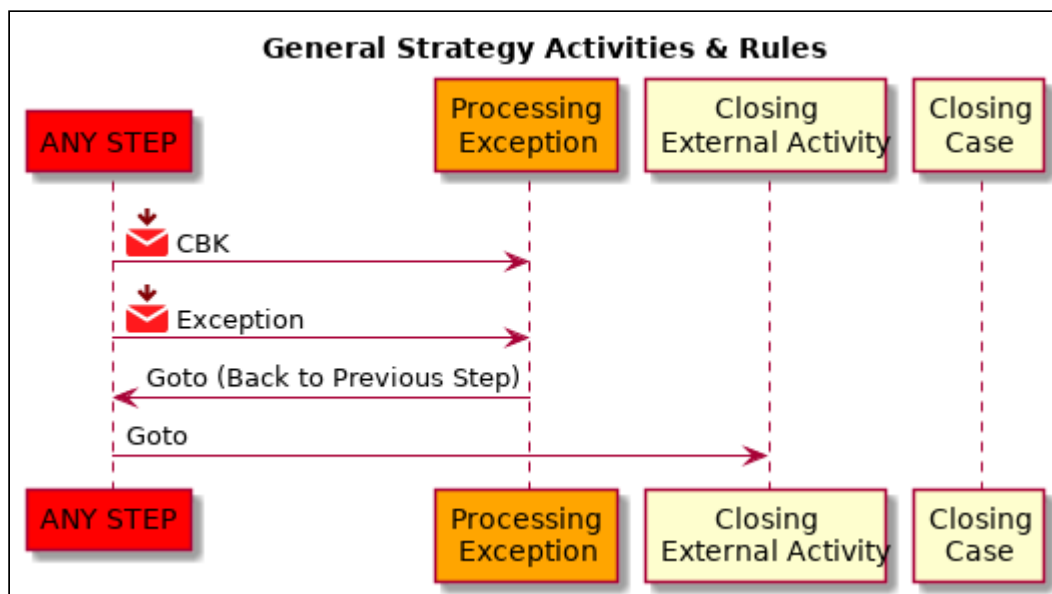 General Strategy Activities & Rules
ANY STEP
Processing
Exception
Closing
External Activity
Closing
Case
CBK
Exception
Goto (Back to Previous Step)
Goto
ANY STEP
Processing
Exception
Closing
External Activity
Closing
Case